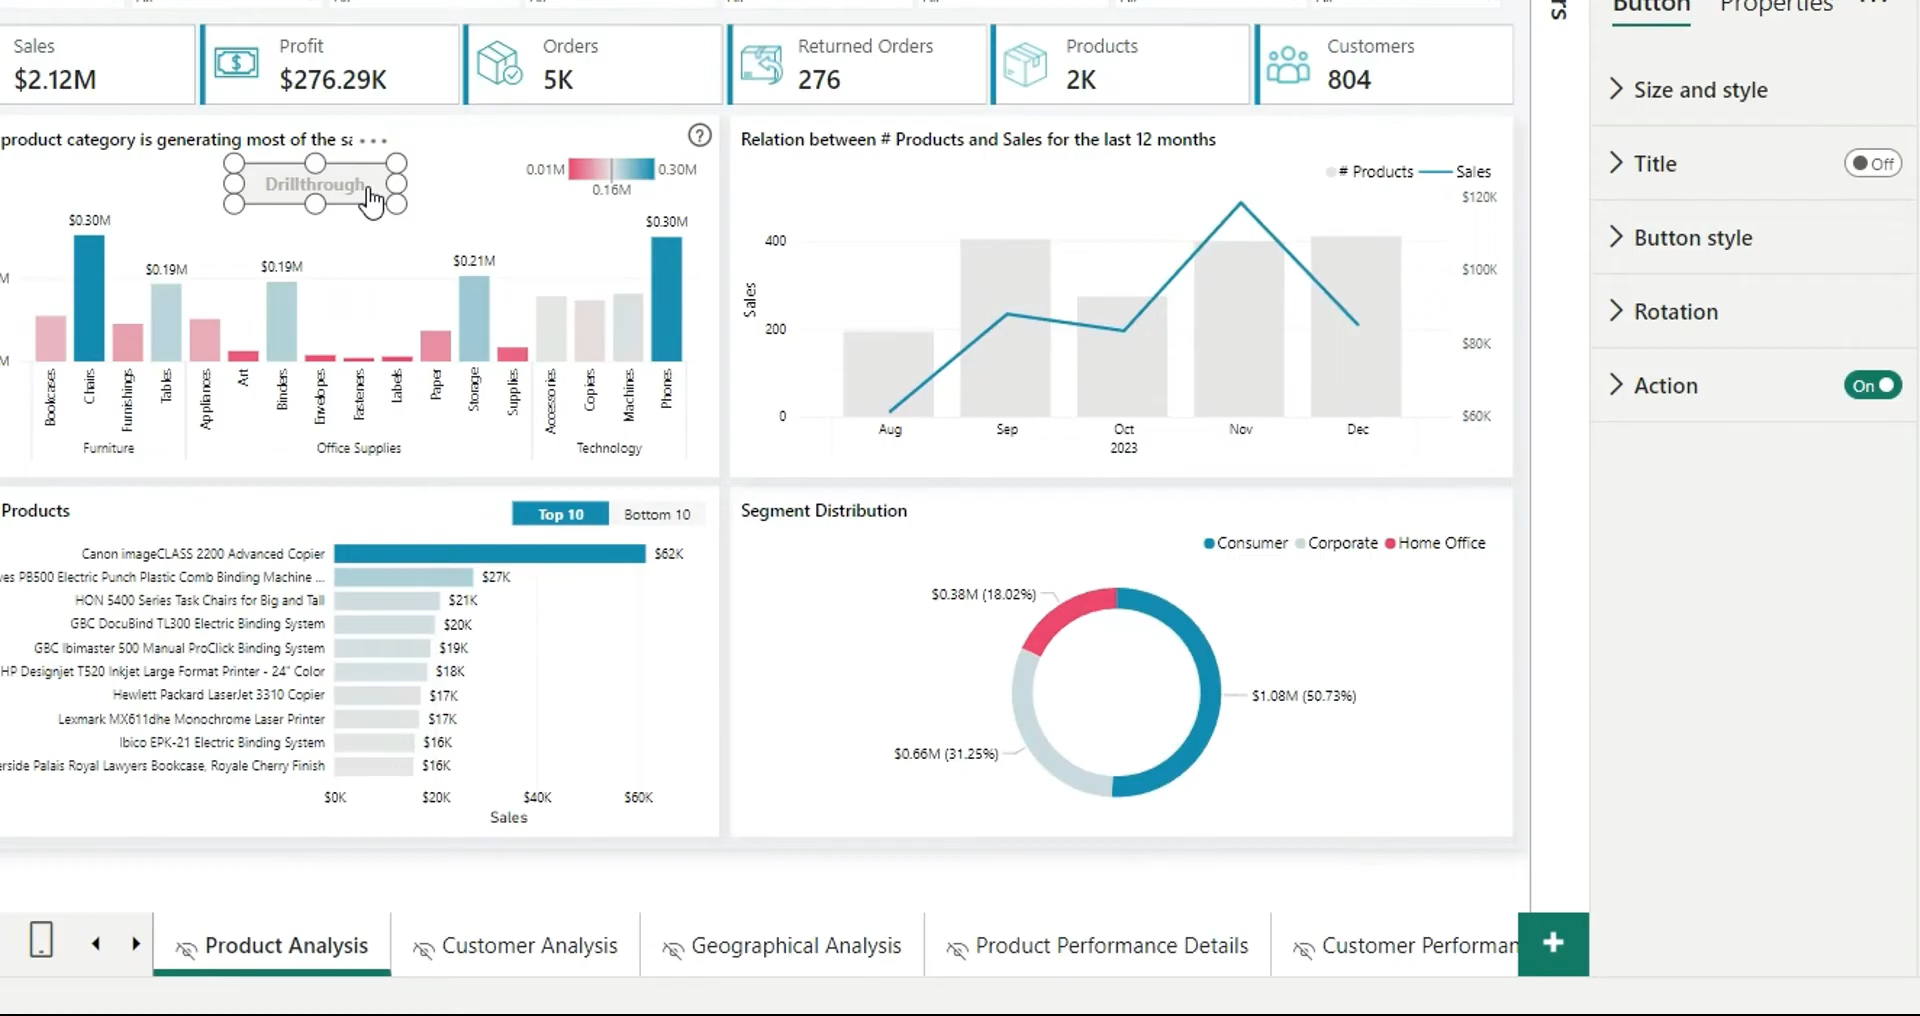 Button Properties ...
rs
Sales
$2.12M
Profit
$276.29K
Orders
5K
Returned Orders
276
Products
2K
Customers
804
product category is generating most of the sa
Drillthrough
0.01M 0.30M
0.16M
$0.30M
$0.19M
$0.19M
$0.21M
$0.30M
M
M
Bookcases
Chairs
Furnishings
Tables
Appliances
Art
Binders
Envelopes
Fasteners
Labels
Paper
Storage
Supplies
Accessories
Copiers
Machines
Phones
Furniture
Office Supplies
Technology
Relation between # Products and Sales for the last 12 months
# Products Sales
$120K
$100K
$80K
$60K
400
200
0
Sales
Aug
Sep
Oct
Nov
Dec
2023
Products
Top 10
Bottom 10
Canon imageCLASS 2200 Advanced Copier $62K
ves PB500 Electric Punch Plastic Comb Binding Machine ... $27K
HON 5400 Series Task Chairs for Big and Tall $21K
GBC DocuBind TL300 Electric Binding System $20K
GBC Ibimaster 500 Manual ProClick Binding System $19K
HP Designjet T520 Inkjet Large Format Printer - 24" Color $18K
Hewlett Packard LaserJet 3310 Copier $17K
Lexmark MX611dhe Monochrome Laser Printer $17K
Ibico EPK-21 Electric Binding System $16K
erside Palais Royal Lawyers Bookcase, Royale Cherry Finish $16K
$0K $20K $40K $60K
Sales
Segment Distribution
Consumer Corporate Home Office
$0.38M (18.02%)
$1.08M (50.73%)
$0.66M (31.25%)
Size and style
Title Off
Button style
Rotation
Action On
Product Analysis
Customer Analysis
Geographical Analysis
Product Performance Details
Customer Performan